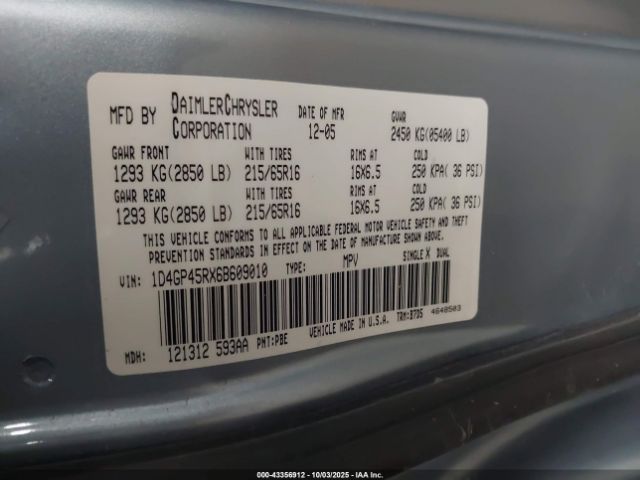 MFD BY DAIMLERCHRYSLER CORPORATION DATE OF MFR 12-05 GVWR 2450 KG(05400 LB)
GAWR FRONT WITH TIRES RIMS AT COLD
1293 KG(2850 LB) 215/65R16 16X6.5 250 KPA( 36 PSI)
GAWR REAR WITH TIRES RIMS AT COLD
1293 KG(2850 LB) 215/65R16 16X6.5 250 KPA( 36 PSI)
THIS VEHICLE CONFORMS TO ALL APPLICABLE FEDERAL MOTOR VEHICLE SAFETY AND THEFT
PREVENTION STANDARDS IN EFFECT ON THE DATE OF MANUFACTURE SHOWN ABOVE.
VIN: 1D4GP45RX6B609010 TYPE: MPV SINGLE X DUAL
MDH: 121312 593AA PNT:PBE VEHICLE MADE IN U.S.A. TRM:B7D5 4648503
000-43356912 - 10/03/2025 - IAA Inc.